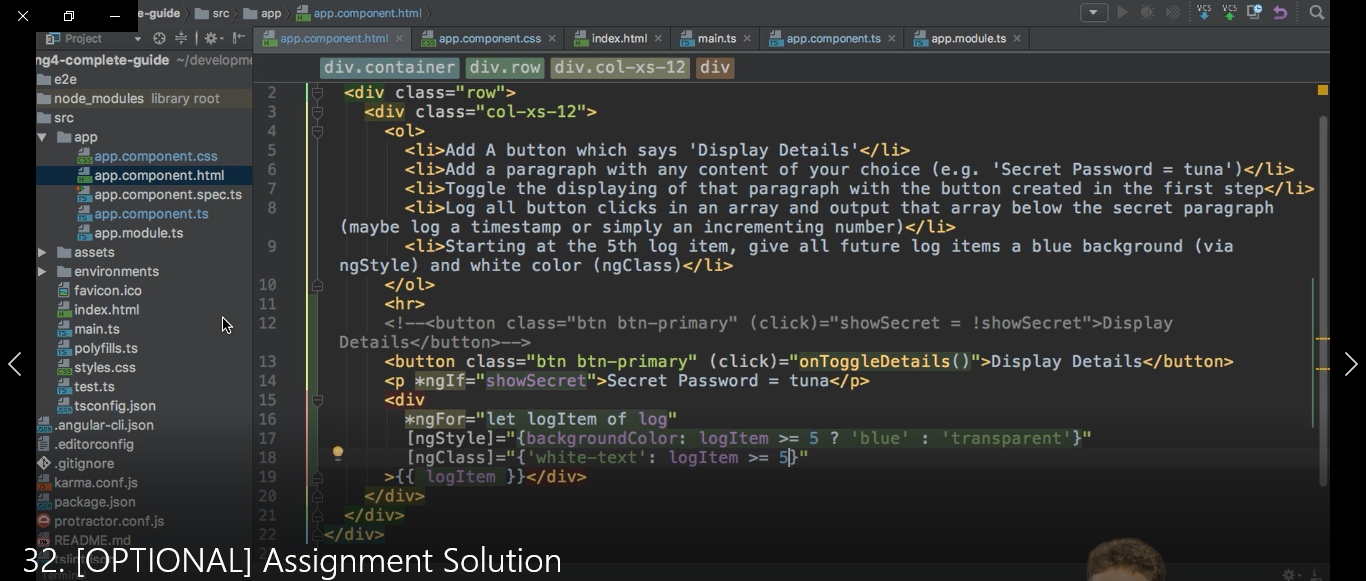 -guide src app app.component.html
VCS VCS
Project
app.component.html app.component.css index.html main.ts app.component.ts app.module.ts
ng4-complete-guide ~/developme
div.container div.row div.col-xs-12 div
e2e
node_modules library root
src
app
app.component.css
app.component.html
app.component.spec.ts
app.component.ts
app.module.ts
assets
environments
favicon.ico
index.html
main.ts
polyfills.ts
styles.css
test.ts
tsconfig.json
.angular-cli.json
.editorconfig
.gitignore
karma.conf.js
package.json
protractor.conf.js
README.md
2 <div class="row">
3 <div class="col-xs-12">
4 <ol>
5 <li>Add A button which says 'Display Details'</li>
6 <li>Add a paragraph with any content of your choice (e.g. 'Secret Password = tuna')</li>
7 <li>Toggle the displaying of that paragraph with the button created in the first step</li>
8 <li>Log all button clicks in an array and output that array below the secret paragraph
(maybe log a timestamp or simply an incrementing number)</li>
9 <li>Starting at the 5th log item, give all future log items a blue background (via
ngStyle) and white color (ngClass)</li>
10 </ol>
11 <hr>
12 <!--<button class="btn btn-primary" (click)="showSecret = !showSecret">Display
Details</button>-->
13 <button class="btn btn-primary" (click)="onToggleDetails()">Display Details</button>
14 <p *ngIf="showSecret">Secret Password = tuna</p>
15 <div
16 *ngFor="let logItem of log"
17 [ngStyle]="{backgroundColor: logItem >= 5 ? 'blue' : 'transparent'}"
18 [ngClass]="{'white-text': logItem >= 5}"
19 >{{ logItem }}</div>
20 </div>
21 </div>
22 </div>
32. [OPTIONAL] Assignment Solution